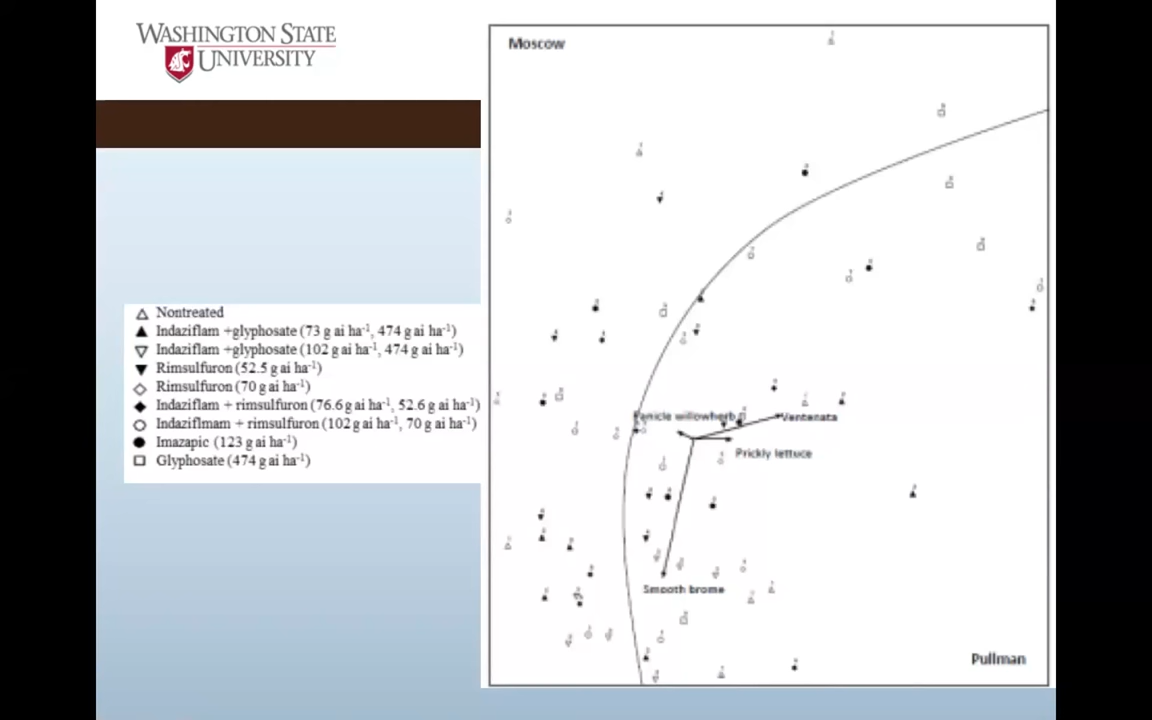 WASHINGTON STATE
UNIVERSITY
Moscow
Nontreated
Indaziflam +glyphosate (73 g ai ha⁻¹, 474 g ai ha⁻¹)
Indaziflam +glyphosate (102 g ai ha⁻¹, 474 g ai ha⁻¹)
Rimsulfuron (52.5 g ai ha⁻¹)
Rimsulfuron (70 g ai ha⁻¹)
Indaziflam + rimsulfuron (76.6 g ai ha⁻¹, 52.6 g ai ha⁻¹)
Indaziflmam + rimsulfuron (102 g ai ha⁻¹, 70 g ai ha⁻¹)
Imazapic (123 g ai ha⁻¹)
Glyphosate (474 g ai ha⁻¹)
Panicle willowherb
Ventenata
Prickly lettuce
Smooth brome
Pullman